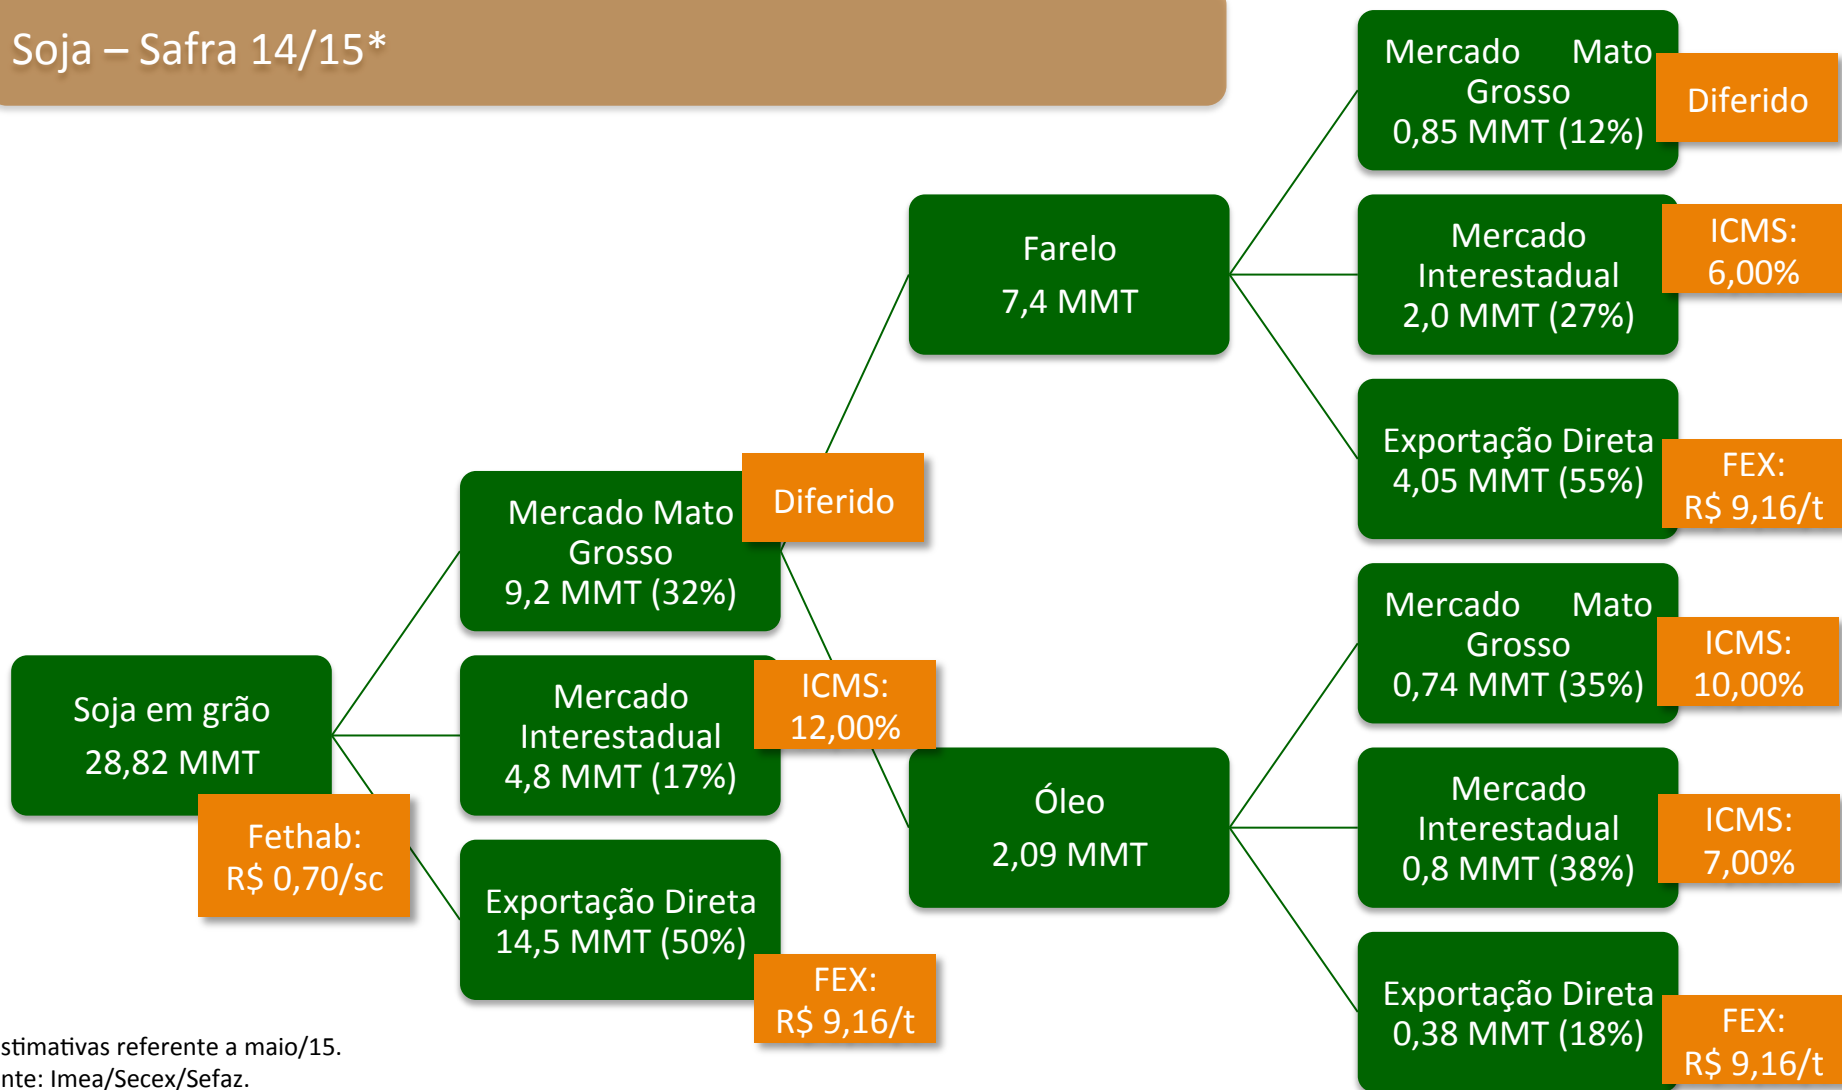 Soja – Safra 14/15*
Soja em grão
28,82 MMT
Fethab:
R$ 0,70/sc
Mercado Mato
Grosso
9,2 MMT (32%)
Diferido
Mercado
Interestadual
4,8 MMT (17%)
ICMS:
12,00%
Exportação Direta
14,5 MMT (50%)
FEX:
R$ 9,16/t
Farelo
7,4 MMT
Mercado Mato
Grosso
0,85 MMT (12%)
Diferido
Mercado
Interestadual
2,0 MMT (27%)
ICMS:
6,00%
Exportação Direta
4,05 MMT (55%)
FEX:
R$ 9,16/t
Óleo
2,09 MMT
Mercado Mato
Grosso
0,74 MMT (35%)
ICMS:
10,00%
Mercado
Interestadual
0,8 MMT (38%)
ICMS:
7,00%
Exportação Direta
0,38 MMT (18%)
FEX:
R$ 9,16/t
stimativas referente a maio/15.
nte: Imea/Secex/Sefaz.